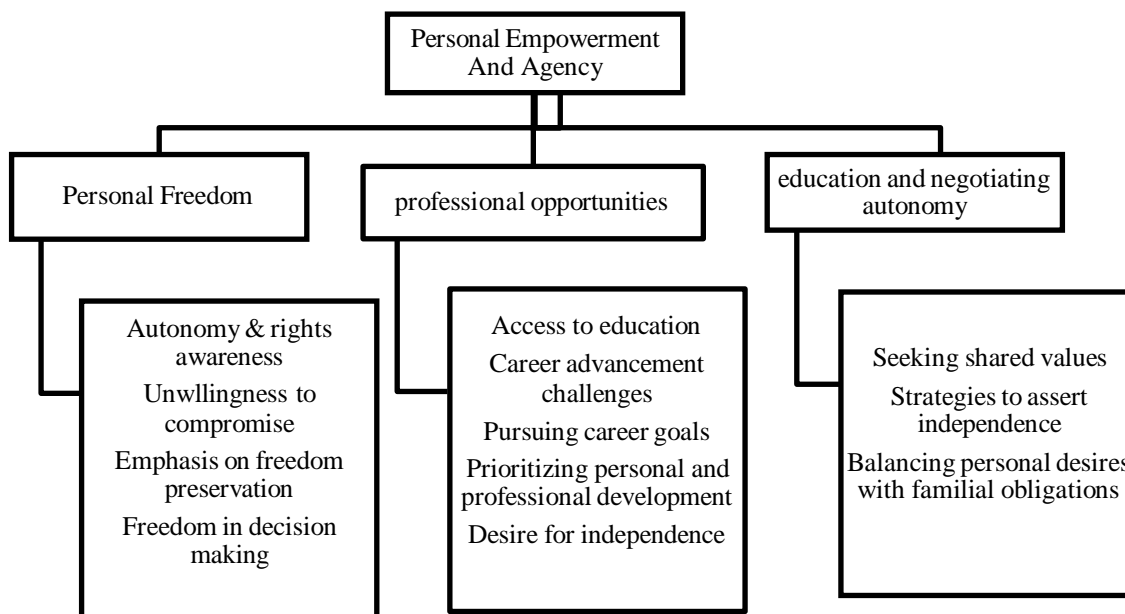 Personal Empowerment
And Agency
Personal Freedom
professional opportunities
education and negotiating
autonomy
Autonomy & rights
awareness
Unwllingness to
compromise
Emphasis on freedom
preservation
Freedom in decision
making
Access to education
Career advancement
challenges
Pursuing career goals
Prioritizing personal and
professional development
Desire for independence
Seeking shared values
Strategies to assert
independence
Balancing personal desires
with familial obligations